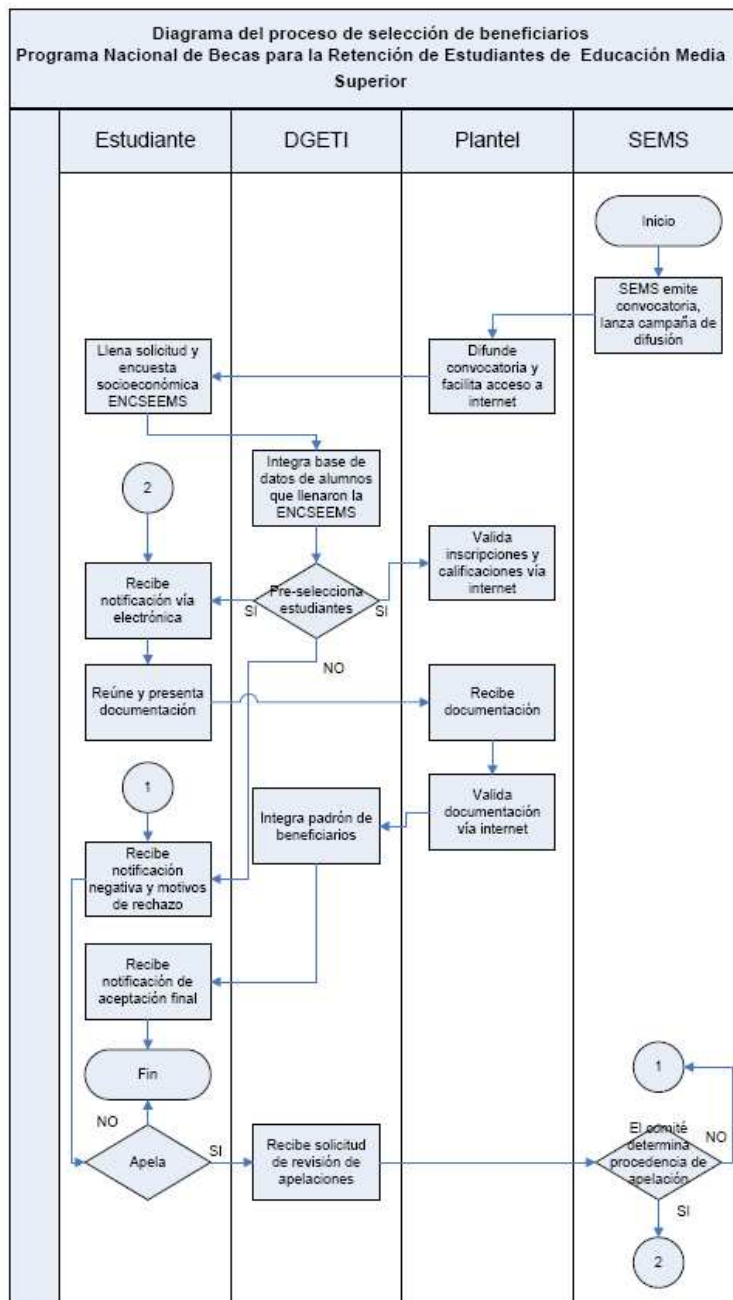 Diagrama del proceso de selección de beneficiarios
Programa Nacional de Becas para la Retención de Estudiantes de Educación Media
Superior
Estudiante
DGETI
Plantel
SEMS
Inicio
SEMS emite
convocatoria,
lanza campaña de
difusión
Difunde
convocatoria y
facilita acceso a
internet
Llena solicitud y
encuesta
socioeconómica
ENCSEEMS
Integra base de
datos de alumnos
que llenaron la
ENCSEEMS
2
Valida
inscripciones y
calificaciones vía
internet
Pre-selecciona
estudiantes
SI
SI
NO
Recibe
notificación vía
electrónica
Reúne y presenta
documentación
Recibe
documentación
1
Valida
documentación
vía internet
Integra padrón de
beneficiarios
Recibe
notificación
negativa y motivos
de rechazo
Recibe
notificación de
aceptación final
Fin
NO
Apela
SI
Recibe solicitud
de revisión de
apelaciones
1
El comité
determina
procedencia de
apelación
NO
SI
2